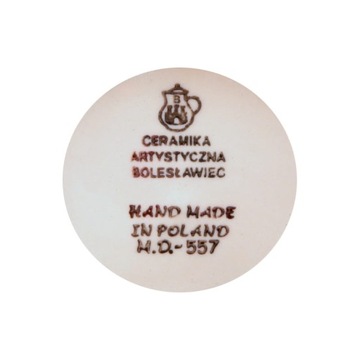 B
CERAMIKA
ARTYSTYCZNA
BOLESŁAWIEC
HAND MADE
IN POLAND
M.D.-557